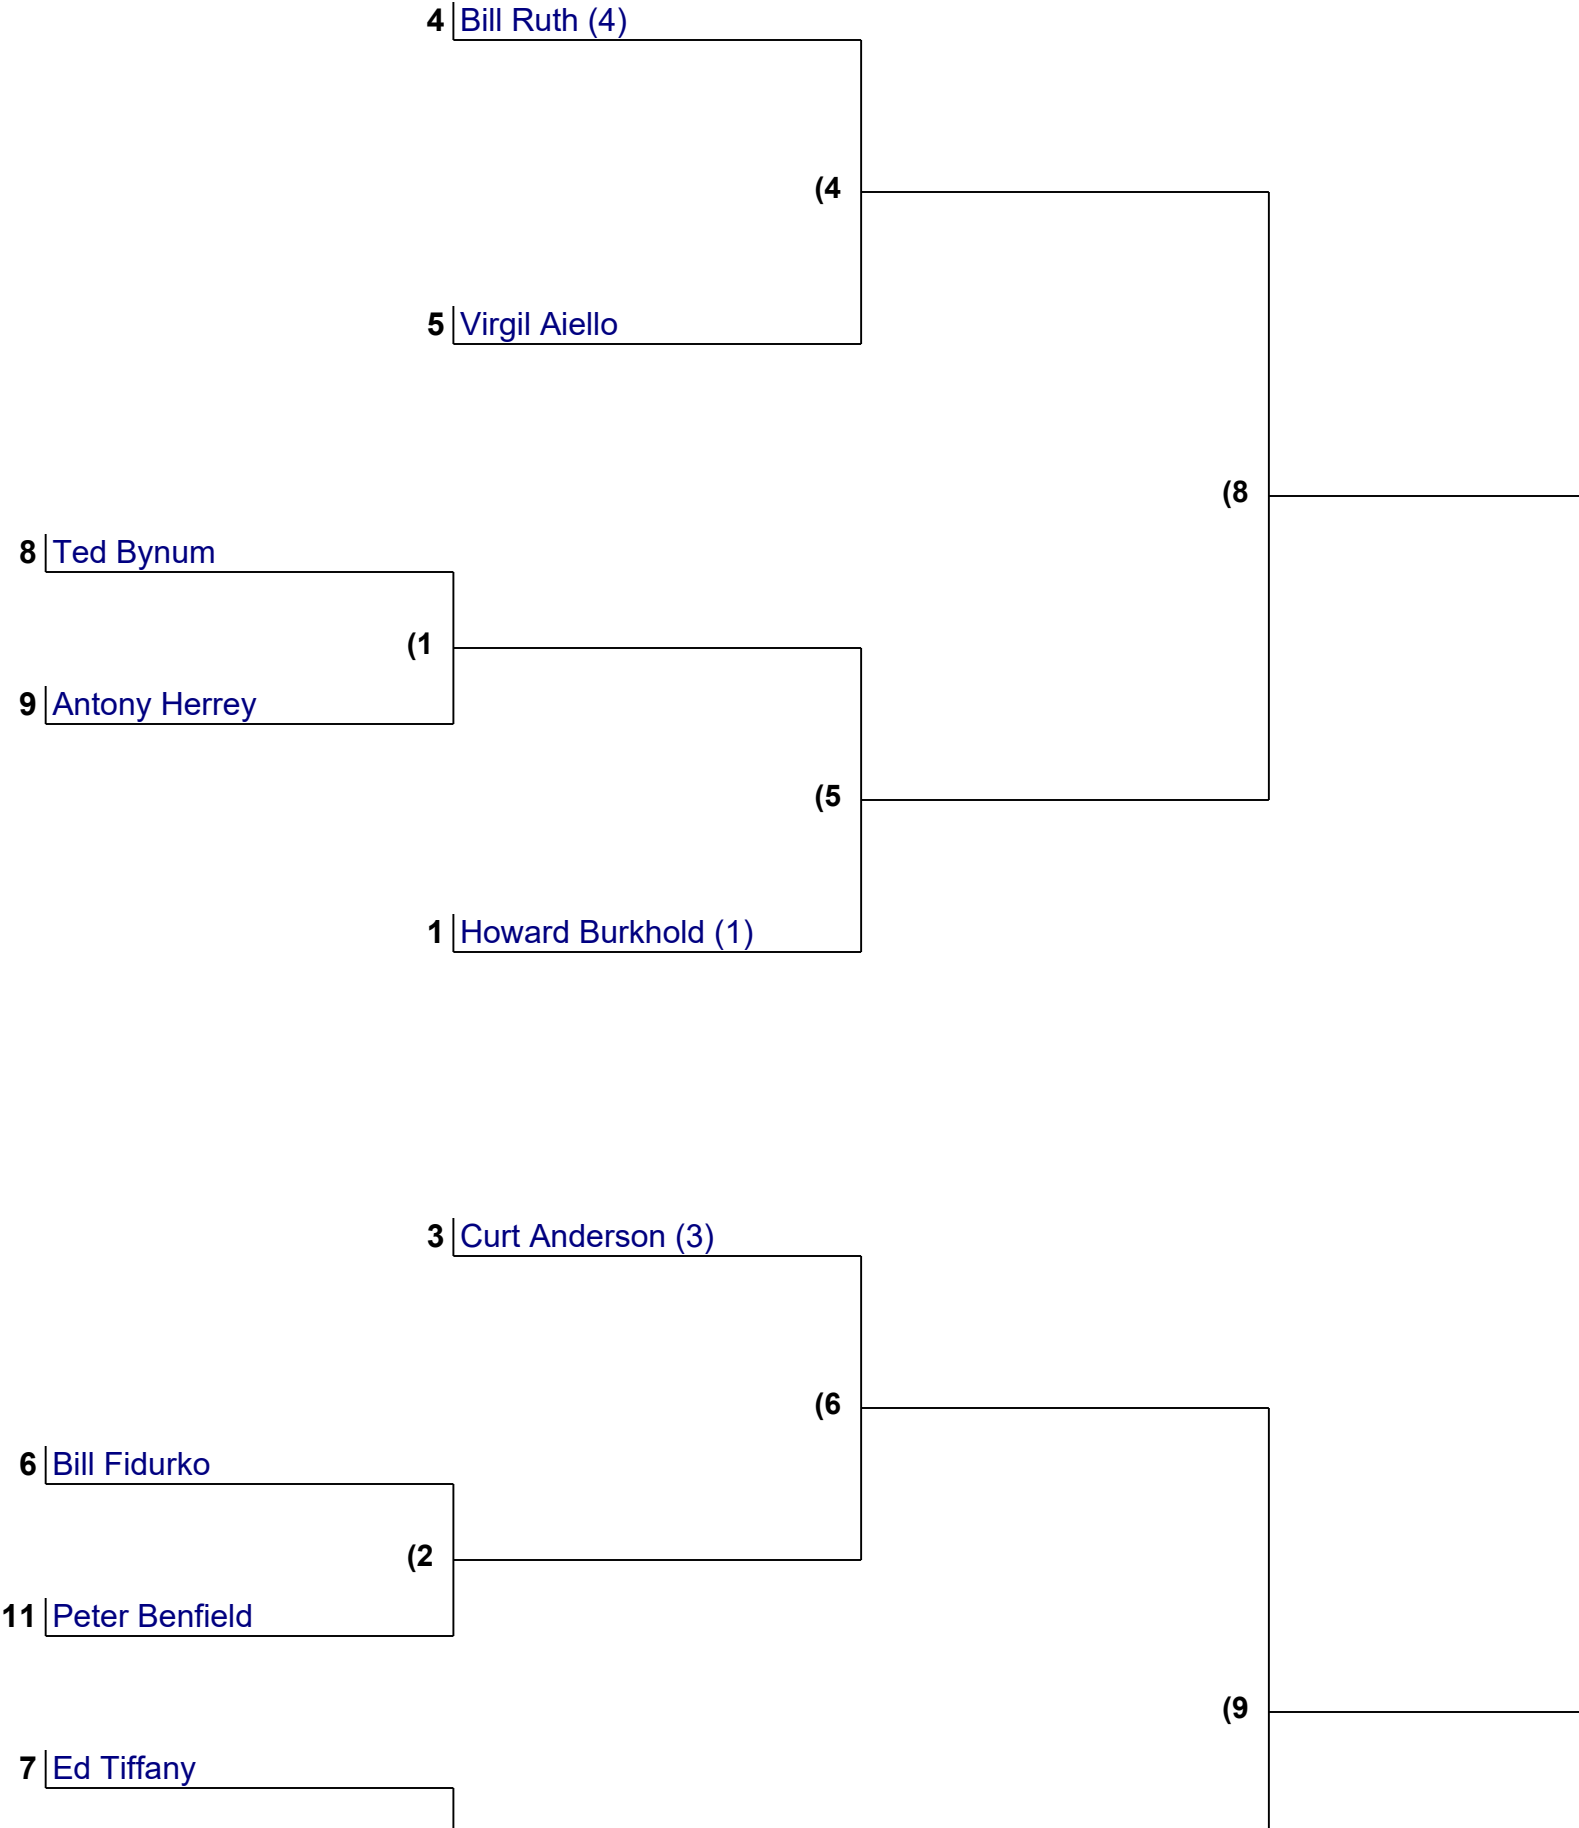 4 Bill Ruth (4)
(4
5 Virgil Aiello
(8
8 Ted Bynum
(1
9 Antony Herrey
(5
1 Howard Burkhold (1)
3 Curt Anderson (3)
(6
6 Bill Fidurko
(2
11 Peter Benfield
(9
7 Ed Tiffany